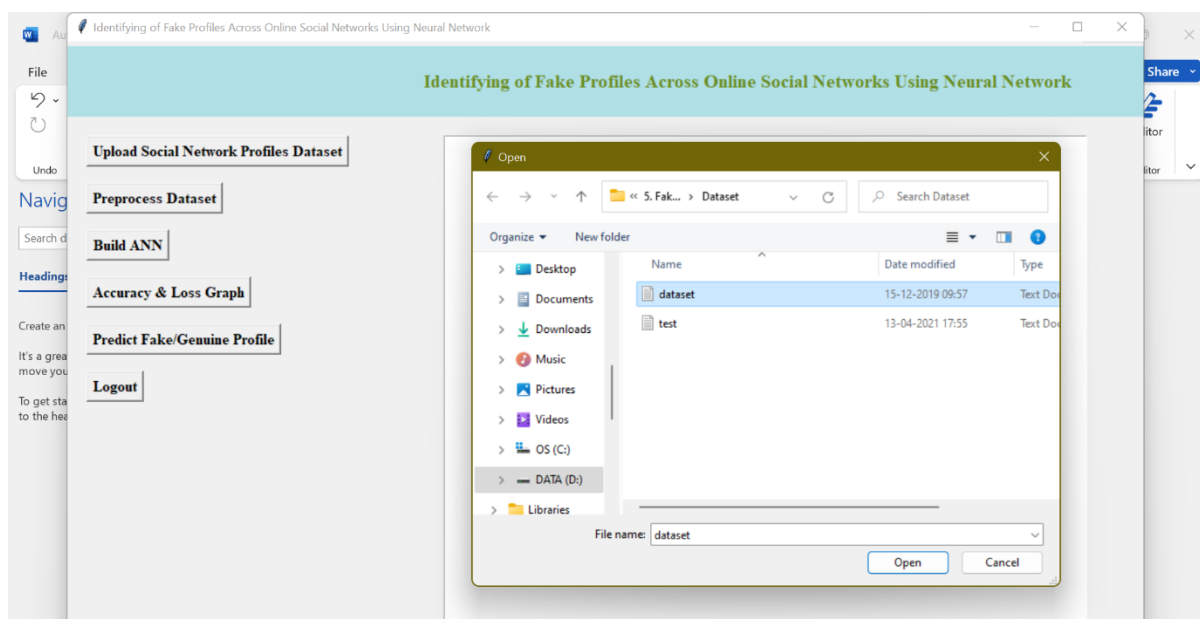 Identifying of Fake Profiles Across Online Social Networks Using Neural Network
W
Au
File
Share
Identifying of Fake Profiles Across Online Social Networks Using Neural Network
Undo
itor
itor
Navig
Search d
Headings
Create an
It's a grea
move you
To get sta
to the hea
Upload Social Network Profiles Dataset
Preprocess Dataset
Build ANN
Accuracy & Loss Graph
Predict Fake/Genuine Profile
Logout
Open
« 5. Fak... › Dataset
Search Dataset
Organize
New folder
?
Desktop
Documents
Downloads
Music
Pictures
Videos
OS (C:)
DATA (D:)
Libraries
Name Date modified Type
dataset 15-12-2019 09:57 Text Doc
test 13-04-2021 17:55 Text Doc
File name: dataset
Open Cancel